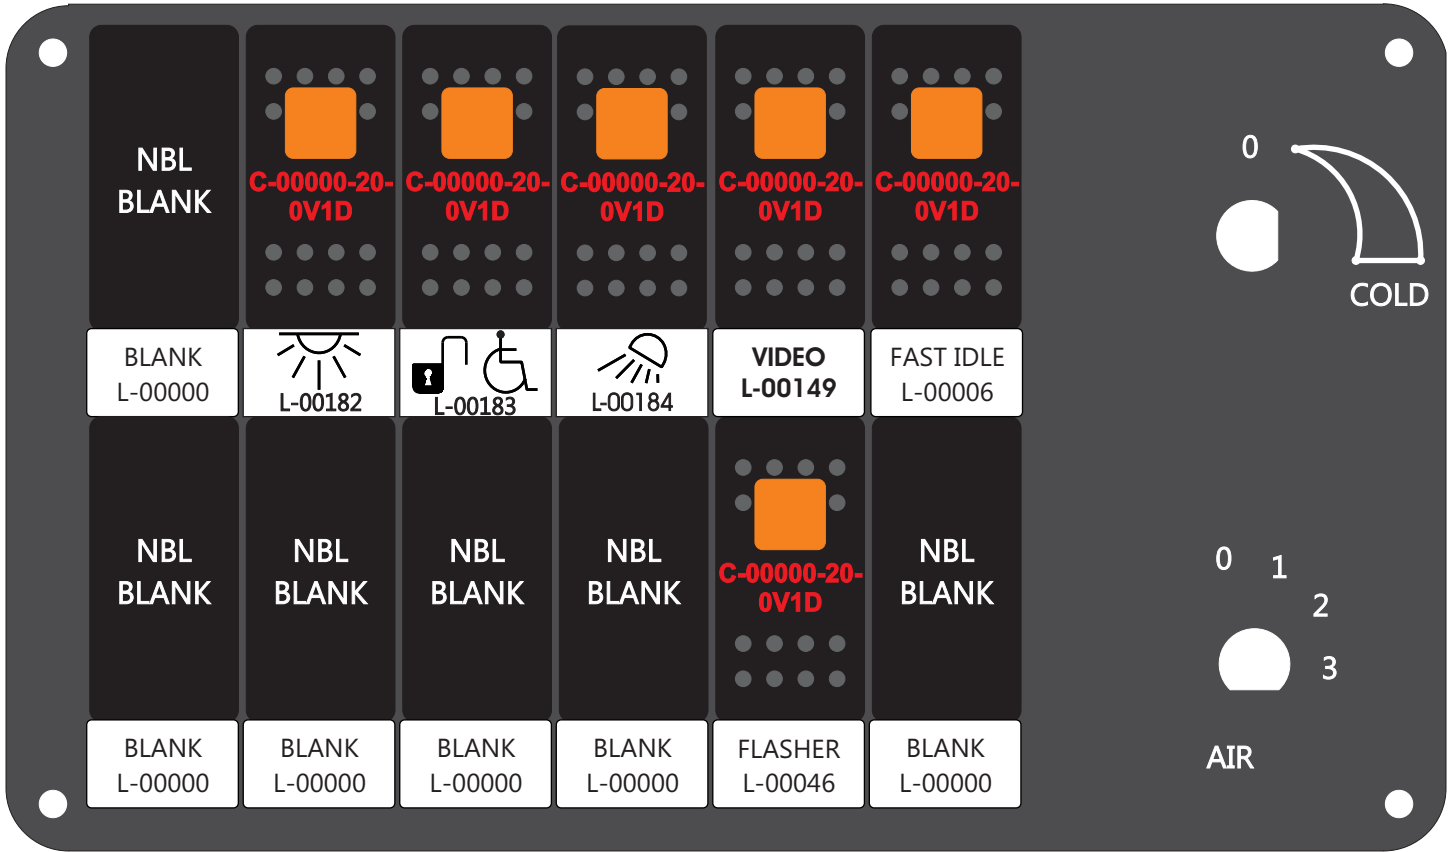 NBL
BLANK
C-00000-20-
0V1D
C-00000-20-
0V1D
C-00000-20-
0V1D
C-00000-20-
0V1D
C-00000-20-
0V1D
0
COLD
BLANK
L-00000
L-00182
L-00183
L-00184
VIDEO
L-00149
FAST IDLE
L-00006
NBL
BLANK
NBL
BLANK
NBL
BLANK
NBL
BLANK
C-00000-20-
0V1D
NBL
BLANK
0
1
2
3
AIR
BLANK
L-00000
BLANK
L-00000
BLANK
L-00000
BLANK
L-00000
FLASHER
L-00046
BLANK
L-00000